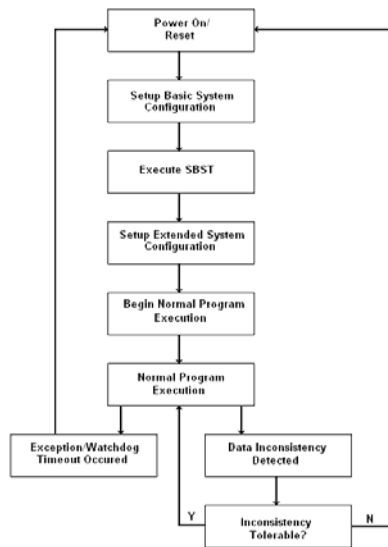 Power On/
Reset
Setup Basic System
Configuration
Execute SBST
Setup Extended System
Configuration
Begin Normal Program
Execution
Normal Program
Execution
Exception/Watchdog
Timeout Occured
Data Inconsistency
Detected
Y
N
Inconsistency
Tolerable?